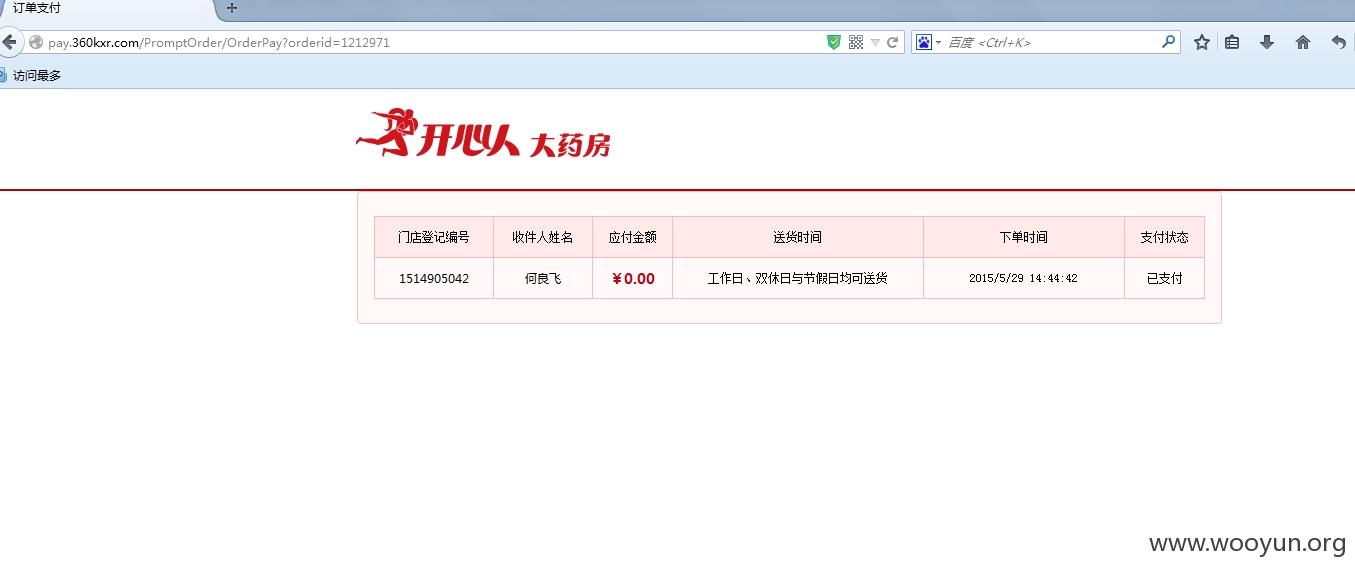 订单支付
pay.360kxr.com/PromptOrder/OrderPay?orderid=1212971
百度 <Ctrl+K>
访问最多
开心人 大药房
门店登记编号 收件人姓名 应付金额 送货时间 下单时间 支付状态
1514905042 何良飞 ¥0.00 工作日、双休日与节假日均可送货 2015/5/29 14:44:42 已支付
www.wooyun.org